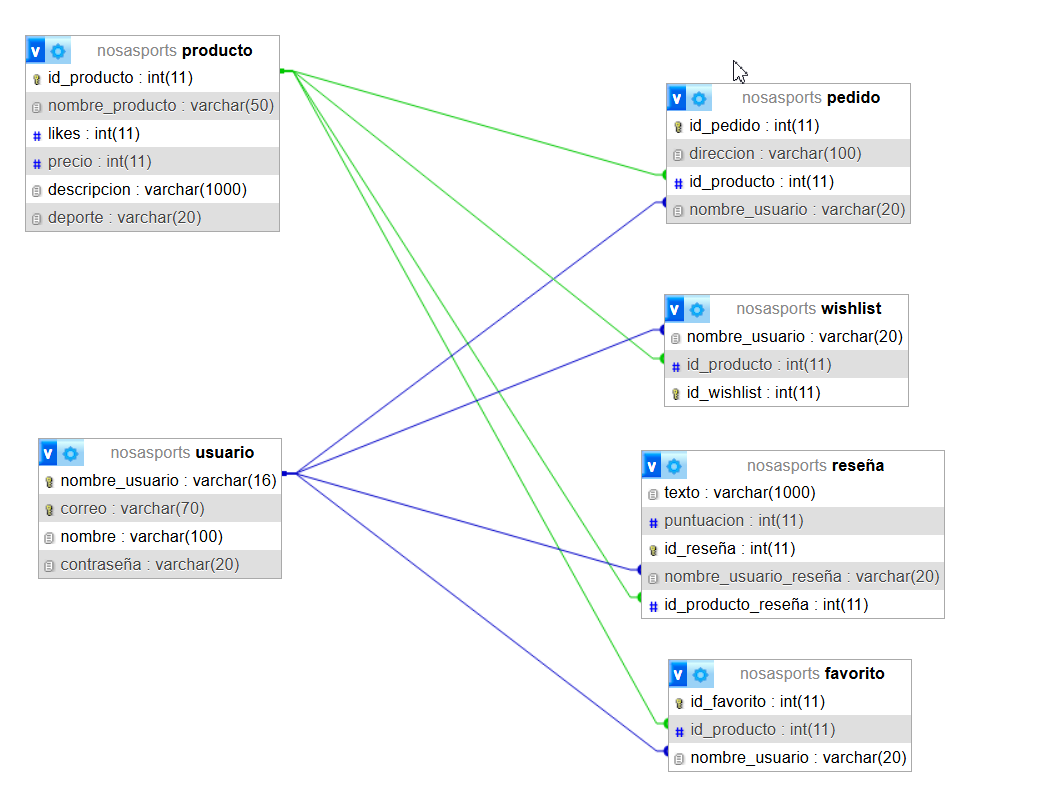 v nosasports producto
id_producto : int(11)
nombre_producto : varchar(50)
# likes : int(11)
# precio : int(11)
descripcion : varchar(1000)
deporte : varchar(20)
v nosasports pedido
id_pedido : int(11)
direccion : varchar(100)
# id_producto : int(11)
nombre_usuario : varchar(20)
v nosasports wishlist
nombre_usuario : varchar(20)
# id_producto : int(11)
id_wishlist : int(11)
v nosasports usuario
nombre_usuario : varchar(16)
correo : varchar(70)
nombre : varchar(100)
contraseña : varchar(20)
v nosasports reseña
texto : varchar(1000)
# puntuacion : int(11)
id_reseña : int(11)
nombre_usuario_reseña : varchar(20)
# id_producto_reseña : int(11)
v nosasports favorito
id_favorito : int(11)
# id_producto : int(11)
nombre_usuario : varchar(20)